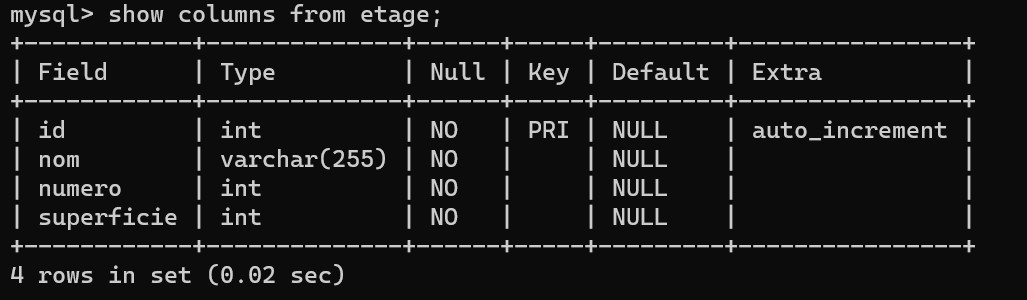 mysql> show columns from etage;
+------------+--------------+------+-----+---------+----------------+
| Field      | Type         | Null | Key | Default | Extra          |
+------------+--------------+------+-----+---------+----------------+
| id         | int          | NO   | PRI | NULL    | auto_increment |
| nom        | varchar(255) | NO   |     | NULL    |                |
| numero     | int          | NO   |     | NULL    |                |
| superficie | int          | NO   |     | NULL    |                |
+------------+--------------+------+-----+---------+----------------+
4 rows in set (0.02 sec)